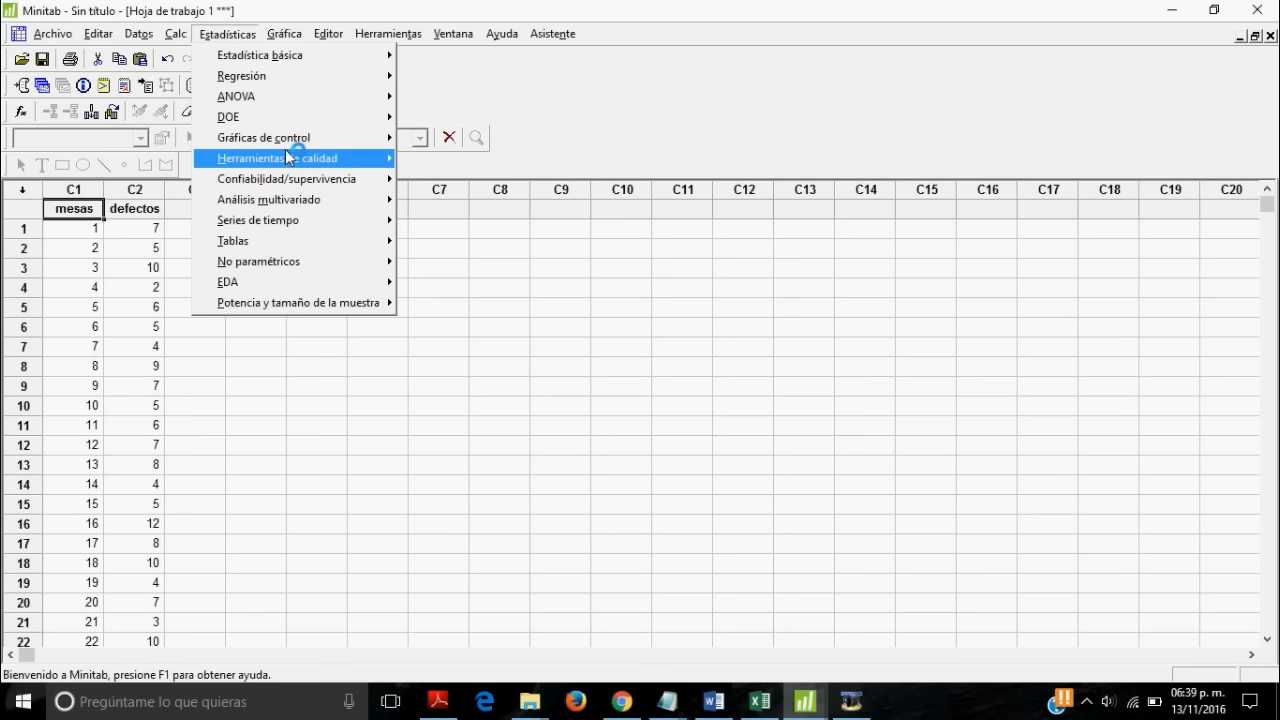 Minitab - Sin título - [Hoja de trabajo 1 ***]
Archivo Editar Datos Calc Estadísticas Gráfica Editor Herramientas Ventana Ayuda Asistente
Estadística básica
Regresión
ANOVA
DOE
Gráficas de control
Herramientas de calidad
Confiabilidad/supervivencia
Análisis multivariado
Series de tiempo
Tablas
No paramétricos
EDA
Potencia y tamaño de la muestra
C1 C2 C7 C8 C9 C10 C11 C12 C13 C14 C15 C16 C17 C18 C19 C20
mesas defectos
1 1 7
2 2 5
3 3 10
4 4 2
5 5 6
6 6 5
7 7 4
8 8 9
9 9 7
10 10 5
11 11 6
12 12 7
13 13 8
14 14 4
15 15 5
16 16 12
17 17 8
18 18 10
19 19 4
20 20 7
21 21 3
22 22 10
Bienvenido a Minitab, presione F1 para obtener ayuda.
Pregúntame lo que quieras
06:39 p. m.
13/11/2016